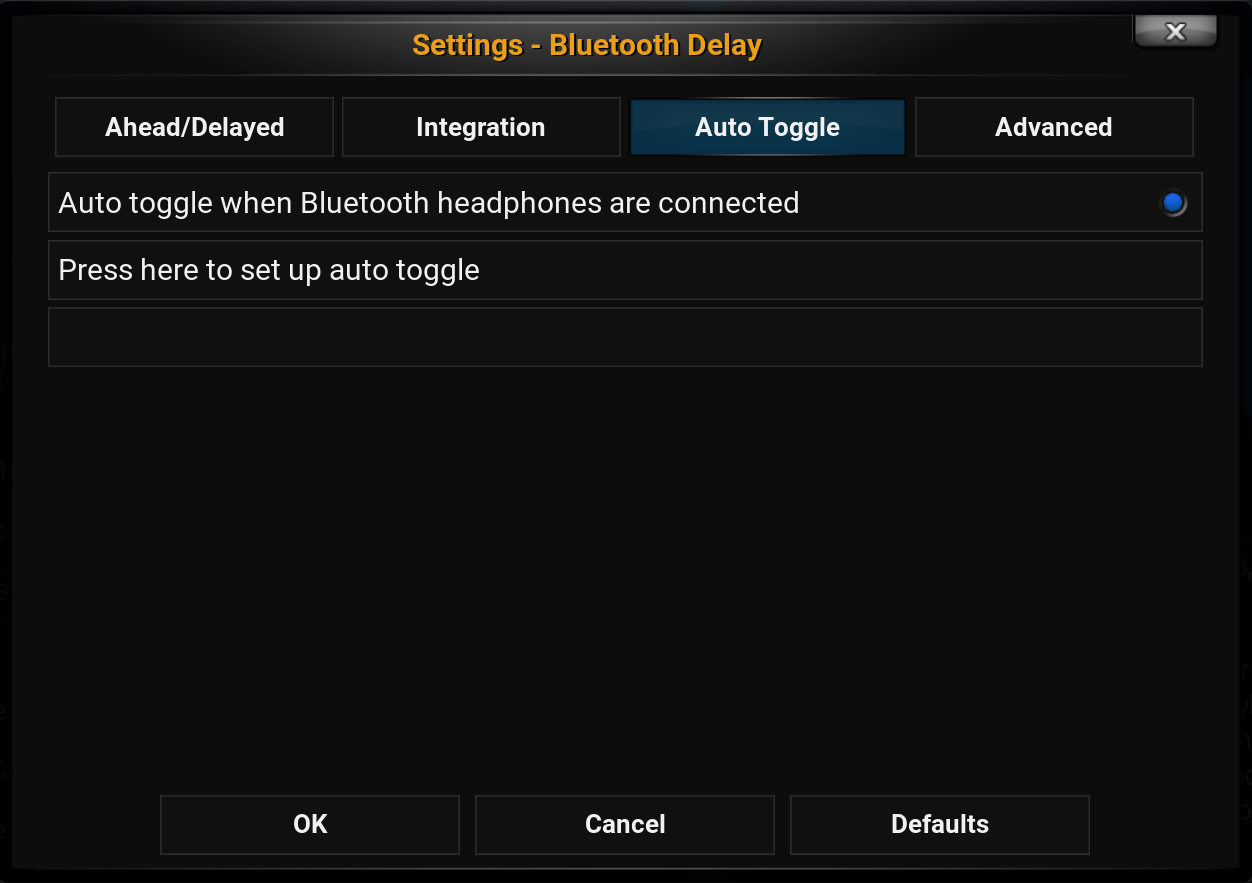 Settings - Bluetooth Delay
X
Ahead/Delayed
Integration
Auto Toggle
Advanced
Auto toggle when Bluetooth headphones are connected
Press here to set up auto toggle
OK
Cancel
Defaults